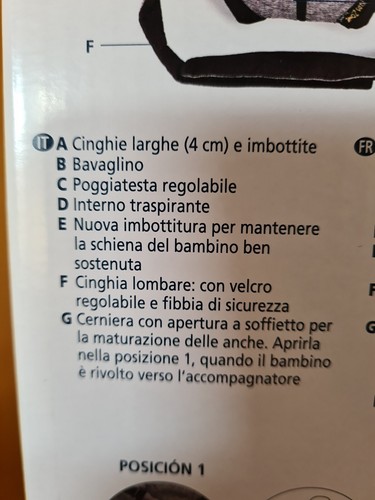 F
IT A Cinghie larghe (4 cm) e imbottite
FR
B Bavaglino
C Poggiatesta regolabile
D Interno traspirante
E Nuova imbottitura per mantenere
la schiena del bambino ben
sostenuta
F Cinghia lombare: con velcro
regolabile e fibbia di sicurezza
G Cerniera con apertura a soffietto per
la maturazione delle anche. Aprirla
nella posizione 1, quando il bambino
è rivolto verso l'accompagnatore
F
G
POSICIÓN 1